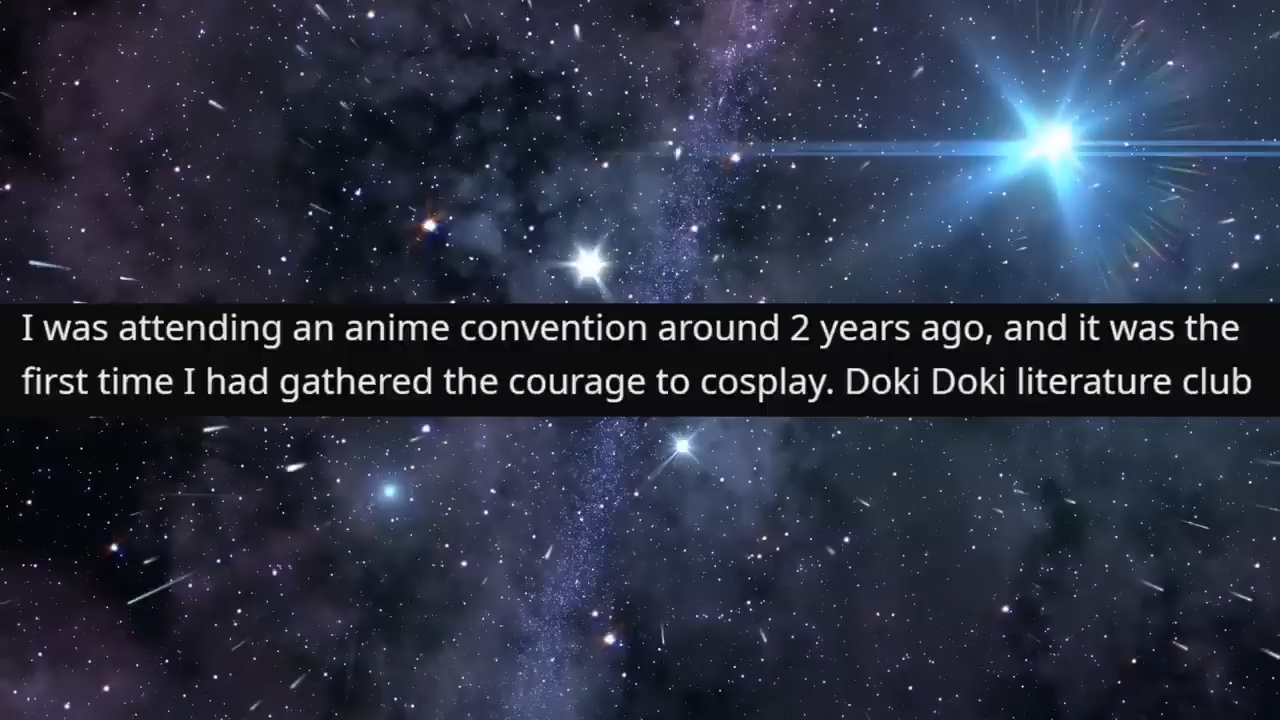 I was attending an anime convention around 2 years ago, and it was the
first time I had gathered the courage to cosplay. Doki Doki literature club